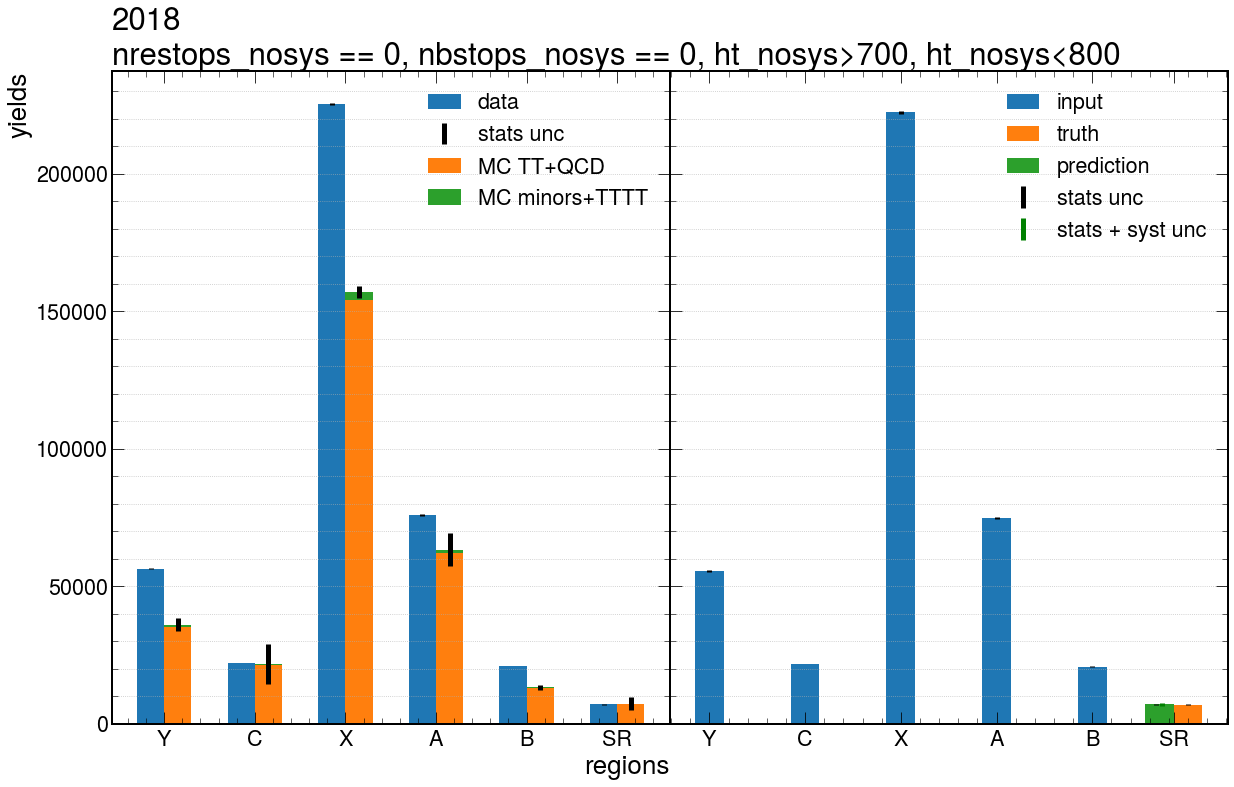 2018
nrestops_nosys == 0, nbstops_nosys == 0, ht_nosys>700, ht_nosys<800
yields
200000
150000
100000
50000
0
data
stats unc
MC TT+QCD
MC minors+TTTT
input
truth
prediction
stats unc
stats + syst unc
Y C X A B SR
Y C X A B SR
regions